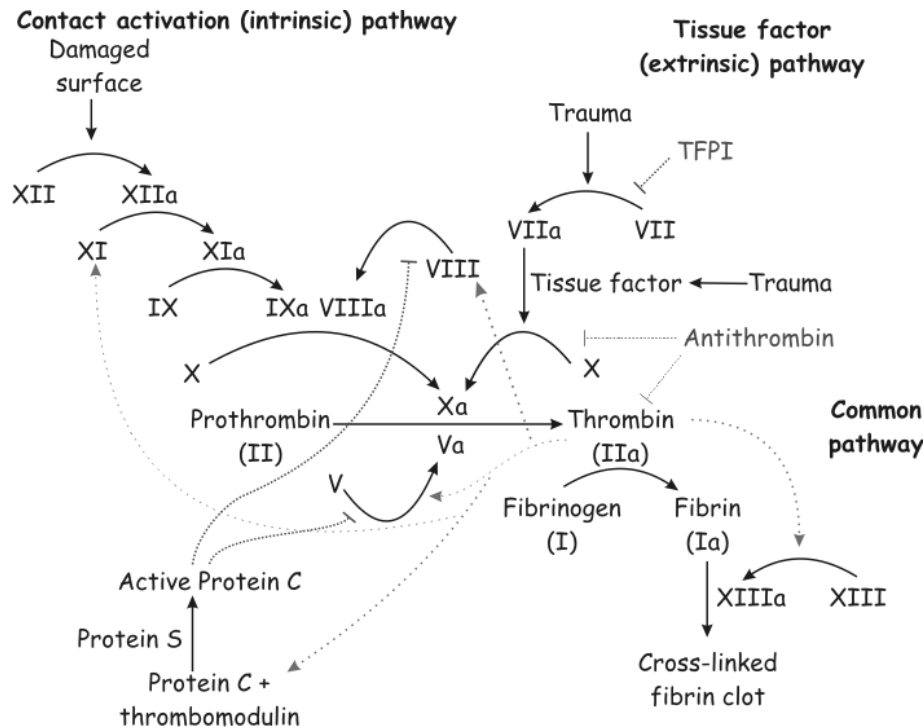 Contact activation (intrinsic) pathway
Damaged
surface
Tissue factor
(extrinsic) pathway
Trauma
TFPI
XII
XIIa
VIIa
VII
XI
XIa
VIII
Tissue factor
Trauma
IX
IXa
VIIIa
Antithrombin
X
X
Xa
Prothrombin
(II)
Thrombin
(IIa)
Common
pathway
Va
V
Fibrinogen
(I)
Fibrin
(Ia)
Active Protein C
XIIIa
XIII
Protein S
Cross-linked
fibrin clot
Protein C +
thrombomodulin